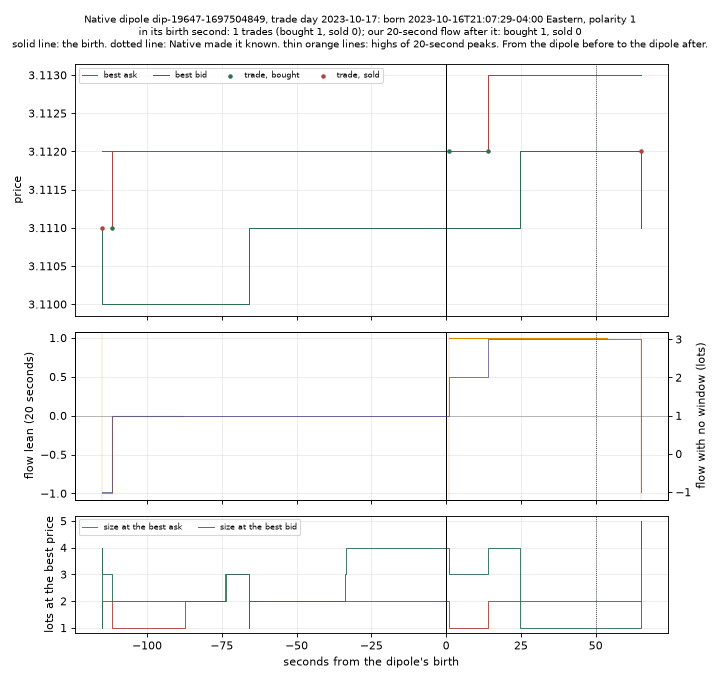 Native dipole dip-19647-1697504849, trade day 2023-10-17: born 2023-10-16T21:07:29-04:00 Eastern, polarity 1
in its birth second: 1 trades (bought 1, sold 0); our 20-second flow after it: bought 1, sold 0
solid line: the birth. dotted line: Native made it known. thin orange lines: highs of 20-second peaks. From the dipole before to the dipole after.
best ask
best bid
trade, bought
trade, sold
price
3.1130
3.1125
3.1120
3.1115
3.1110
3.1105
3.1100
flow lean (20 seconds)
1.0
0.5
0.0
−0.5
−1.0
flow with no window (lots)
3
2
1
0
−1
size at the best ask
size at the best bid
lots at the best price
5
4
3
2
1
−100
−75
−50
−25
0
25
50
seconds from the dipole's birth